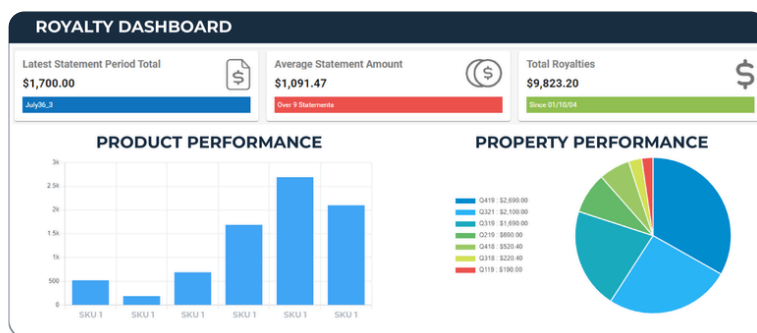 ROYALTY DASHBOARD
Latest Statement Period Total
$1,700.00
July36_3
Average Statement Amount
$1,091.47
Over 9 Statements
Total Royalties
$9,823.20
Since 01/10/04
PRODUCT PERFORMANCE
3k
2.5k
2k
1.5k
1k
500
0
SKU 1 SKU 1 SKU 1 SKU 1 SKU 1 SKU 1
PROPERTY PERFORMANCE
Q419 : $2,690.00
Q321 : $2,100.00
Q319 : $1,690.00
Q219 :
Q418 : $520.40
Q318 : $220.40
Q119 : $190.00